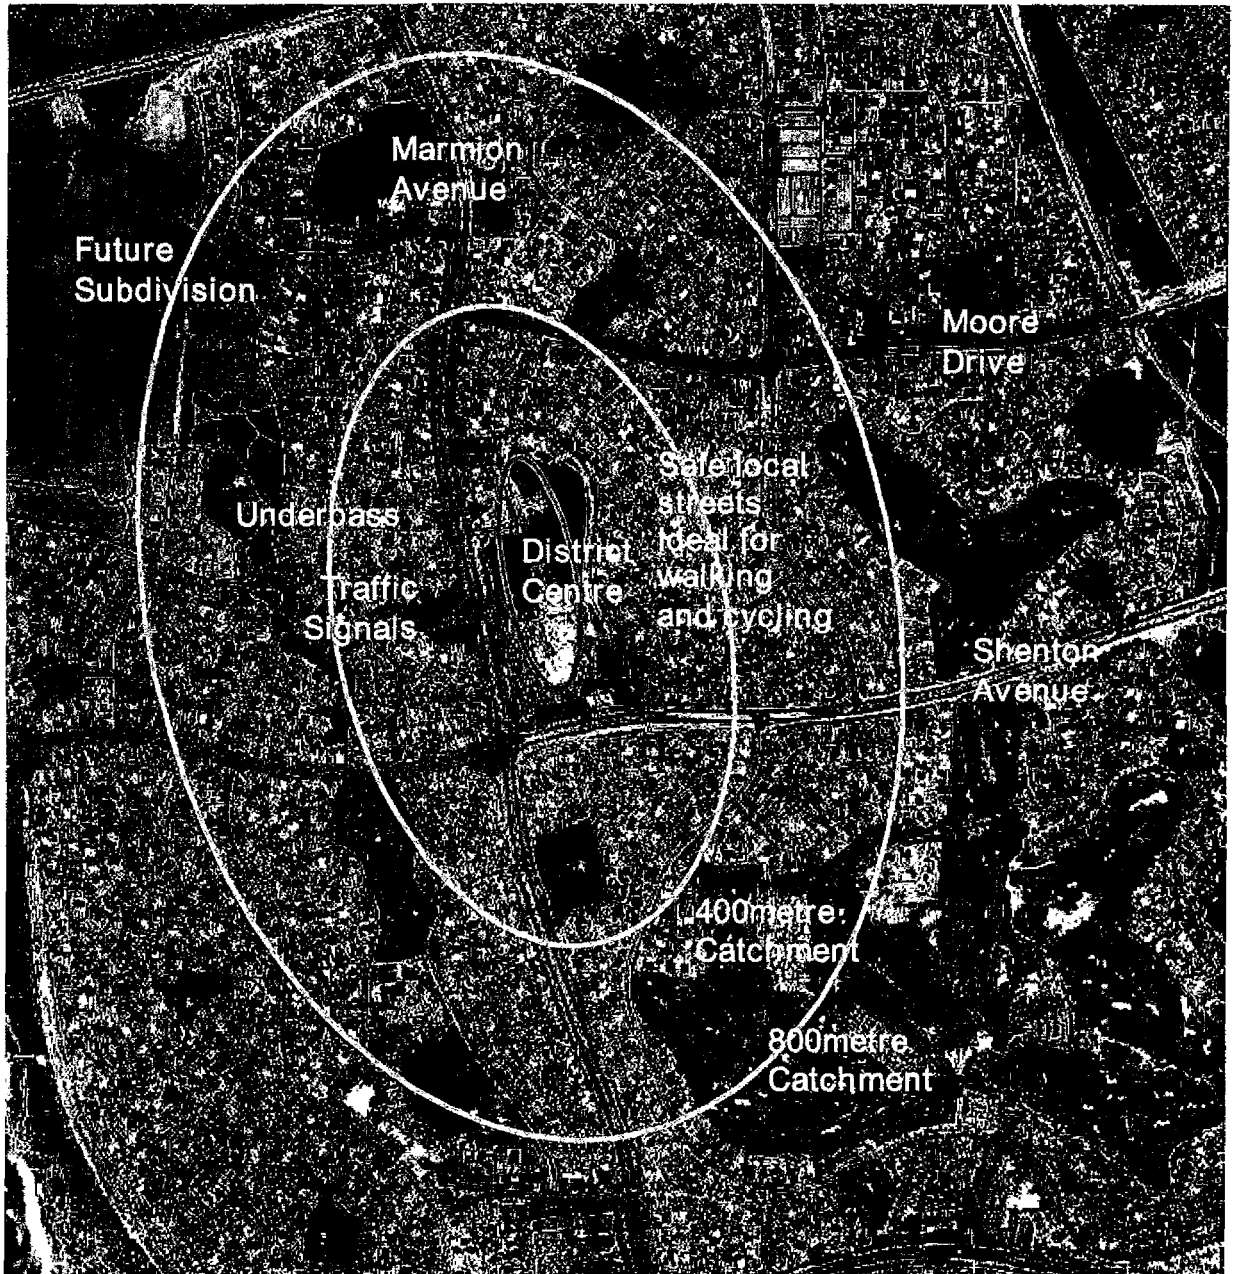 Marmion
Avenue
Future
Subdivision
Moore
Drive
Safe local
streets
ideal for
walking
and cycling
Underpass
District
Centre
Traffic
Signals
Shenton
Avenue
400metre
Catchment
800metre
Catchment